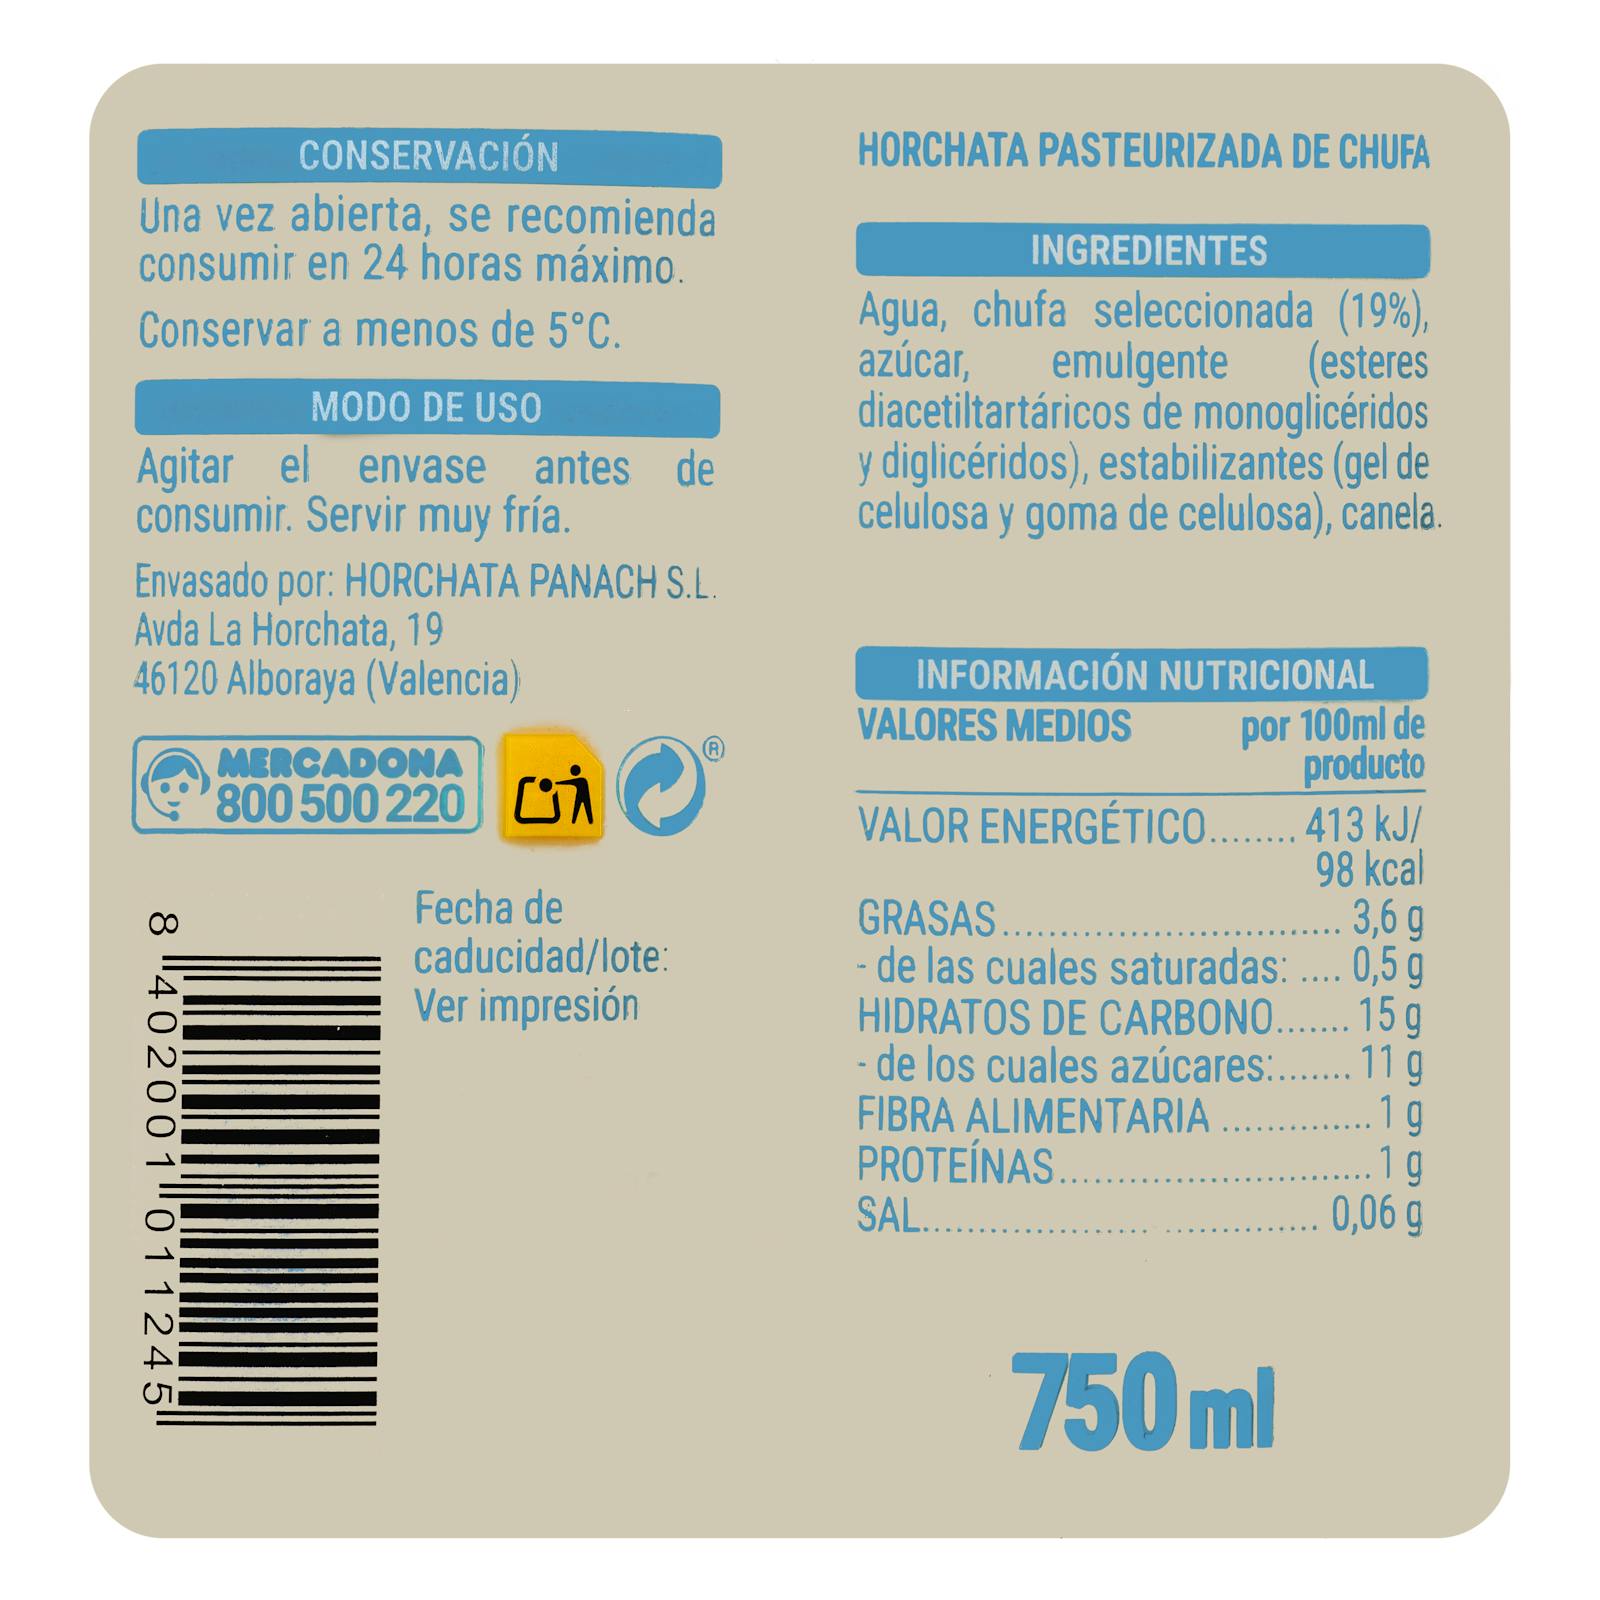 CONSERVACIÓN
Una vez abierta, se recomienda
consumir en 24 horas máximo.
Conservar a menos de 5°C.
MODO DE USO
Agitar el envase antes de
consumir. Servir muy fría.
Envasado por: HORCHATA PANACH S.L.
Avda La Horchata, 19
46120 Alboraya (Valencia)
MERCADONA
800 500 220
®
Fecha de
caducidad/lote:
Ver impresión
8 402001 011245
HORCHATA PASTEURIZADA DE CHUFA
INGREDIENTES
Agua, chufa seleccionada (19%),
azúcar, emulgente (esteres
diacetiltartáricos de monoglicéridos
y diglicéridos), estabilizantes (gel de
celulosa y goma de celulosa), canela.
INFORMACIÓN NUTRICIONAL
VALORES MEDIOS por 100ml de
producto
VALOR ENERGÉTICO........ 413 kJ/
98 kcal
GRASAS............................. 3,6 g
- de las cuales saturadas: .... 0,5 g
HIDRATOS DE CARBONO....... 15 g
- de los cuales azúcares:....... 11 g
FIBRA ALIMENTARIA ............. 1 g
PROTEÍNAS........................... 1 g
SAL.................................. 0,06 g
750 ml